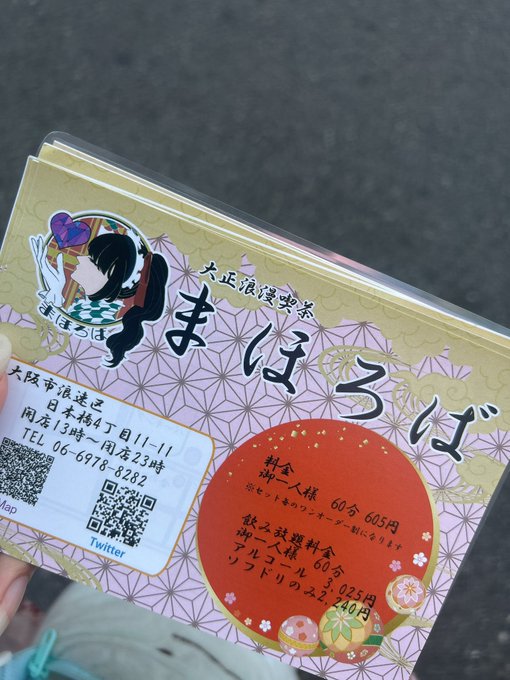 大正浪漫喫茶
まほろば
まほろば
大阪市浪速区
日本橋4丁目11-11
開店13時〜閉店23時
TEL 06-6978-8282
Map
Twitter
料金
御一人様 60分 605円
※セット毎のワンオーダー制になります
飲み放題料金
御一人様 60分
アルコール 3,025円
ソフドリのみ2,240円